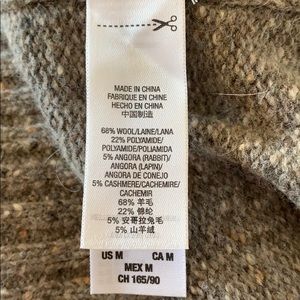 MADE IN CHINA
FABRIQUE EN CHINE
HECHO EN CHINA
中国制造
68% WOOL/LAINE/LANA
22% POLYAMIDE/
POLYAMIDE/POLIAMIDA
5% ANGORA (RABBIT)/
ANGORA (LAPIN)/
ANGORA DE CONEJO
5% CASHMERE/CACHEMIRE/
CACHEMIR
68% 羊毛
22% 锦纶
5% 安哥拉兔毛
5% 山羊绒
US M CA M
MEX M
CH 165/90